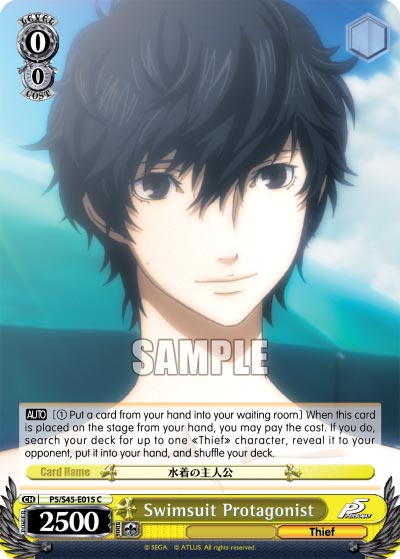 LEVEL
0
0
COST
SAMPLE
AUTO [① Put a card from your hand into your waiting room] When this card
is placed on the stage from your hand, you may pay the cost. If you do,
search your deck for up to one «Thief» character, reveal it to your
opponent, put it into your hand, and shuffle your deck.
Card Name 水着の主人公
CH P5/S45-E015 C
2500
Swimsuit Protagonist
P5
Thief
© SEGA. © ATLUS. All rights reserved.